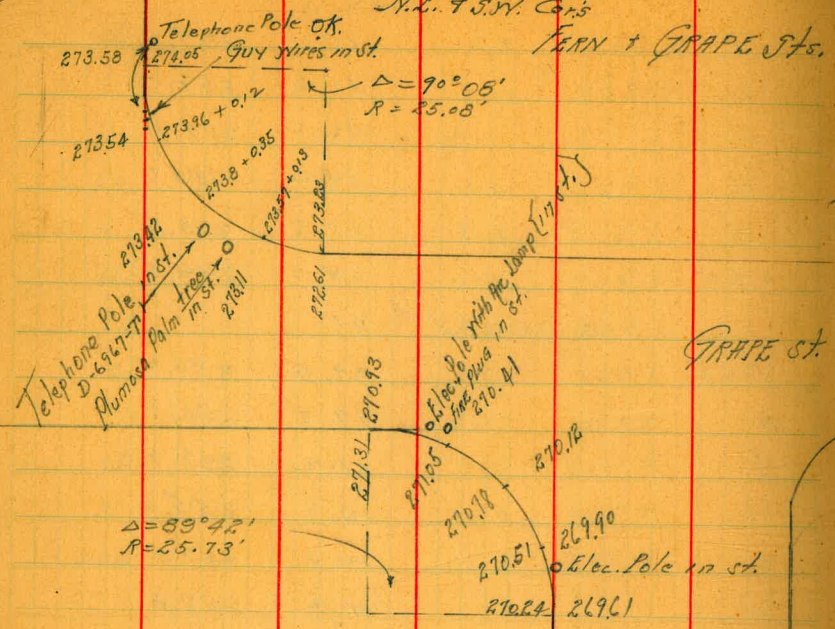 N.E. & S.W. Cor's
FERN & GRAPE Sts.
Telephone Pole OK.
Guy Wires in st.
273.58
274.05
Δ = 90° 08'
R = 25.08'
273.54
273.96 + 0.12
273.8 + 0.35
273.57 + 0.13
273.23
272.61
273.42
273.11
Telephone Pole in st.
D-6967-T
Plumosa Palm tree in st.
GRAPE st.
Elec. Pole with Arc Lamp (in st.)
FIRE PLUG in st.
270.93
271.31
270.41
271.05
270.12
270.78
269.90
270.51
Elec. Pole in st.
270.24
269.61
Δ = 89° 42'
R = 25.73'